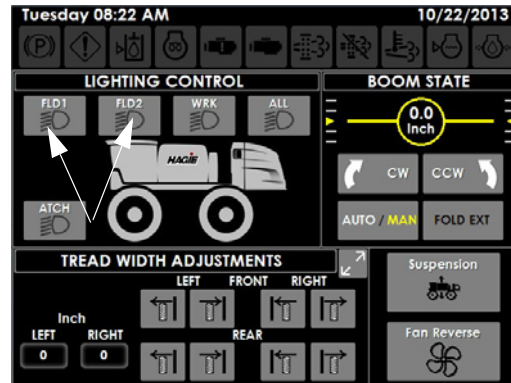 Tuesday 08:22 AM 10/22/2013
LIGHTING CONTROL
FLD1 FLD2 WRK ALL
HAGIE
ATCH
BOOM STATE
0.0
Inch
CW CCW
AUTO / MAN FOLD EXT
TREAD WIDTH ADJUSTMENTS
LEFT FRONT RIGHT
Inch
LEFT RIGHT
0 0
REAR
Suspension
Fan Reverse